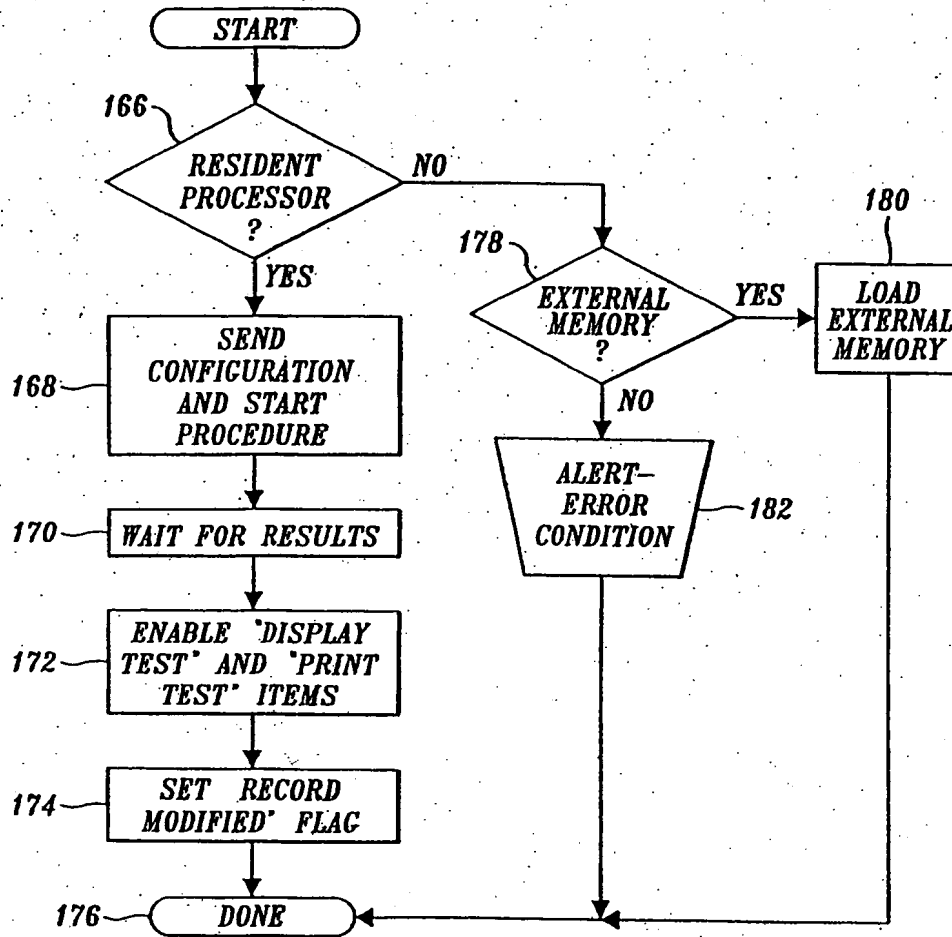 START
166
RESIDENT
PROCESSOR
?
NO
YES
168
SEND
CONFIGURATION
AND START
PROCEDURE
170
WAIT FOR RESULTS
172
ENABLE "DISPLAY
TEST" AND "PRINT
TEST" ITEMS
174
SET RECORD
MODIFIED" FLAG
176
DONE
178
EXTERNAL
MEMORY
?
YES
NO
180
LOAD
EXTERNAL
MEMORY
ALERT-
ERROR
CONDITION
182